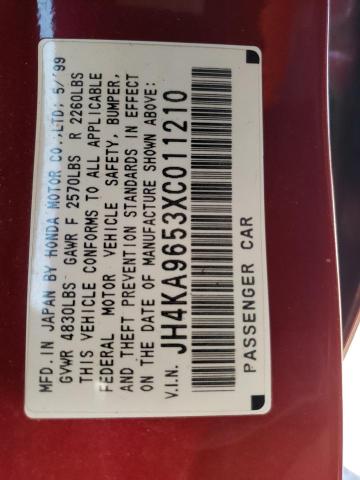 MFD. IN JAPAN BY HONDA MOTOR CO., LTD; 5/'99
GVWR 4830LBS GAWR F 2570LBS R 2260LBS
THIS VEHICLE CONFORMS TO ALL APPLICABLE
FEDERAL MOTOR VEHICLE SAFETY, BUMPER,
AND THEFT PREVENTION STANDARDS IN EFFECT
ON THE DATE OF MANUFACTURE SHOWN ABOVE:
V.I.N. JH4KA9653XC011210
PASSENGER CAR